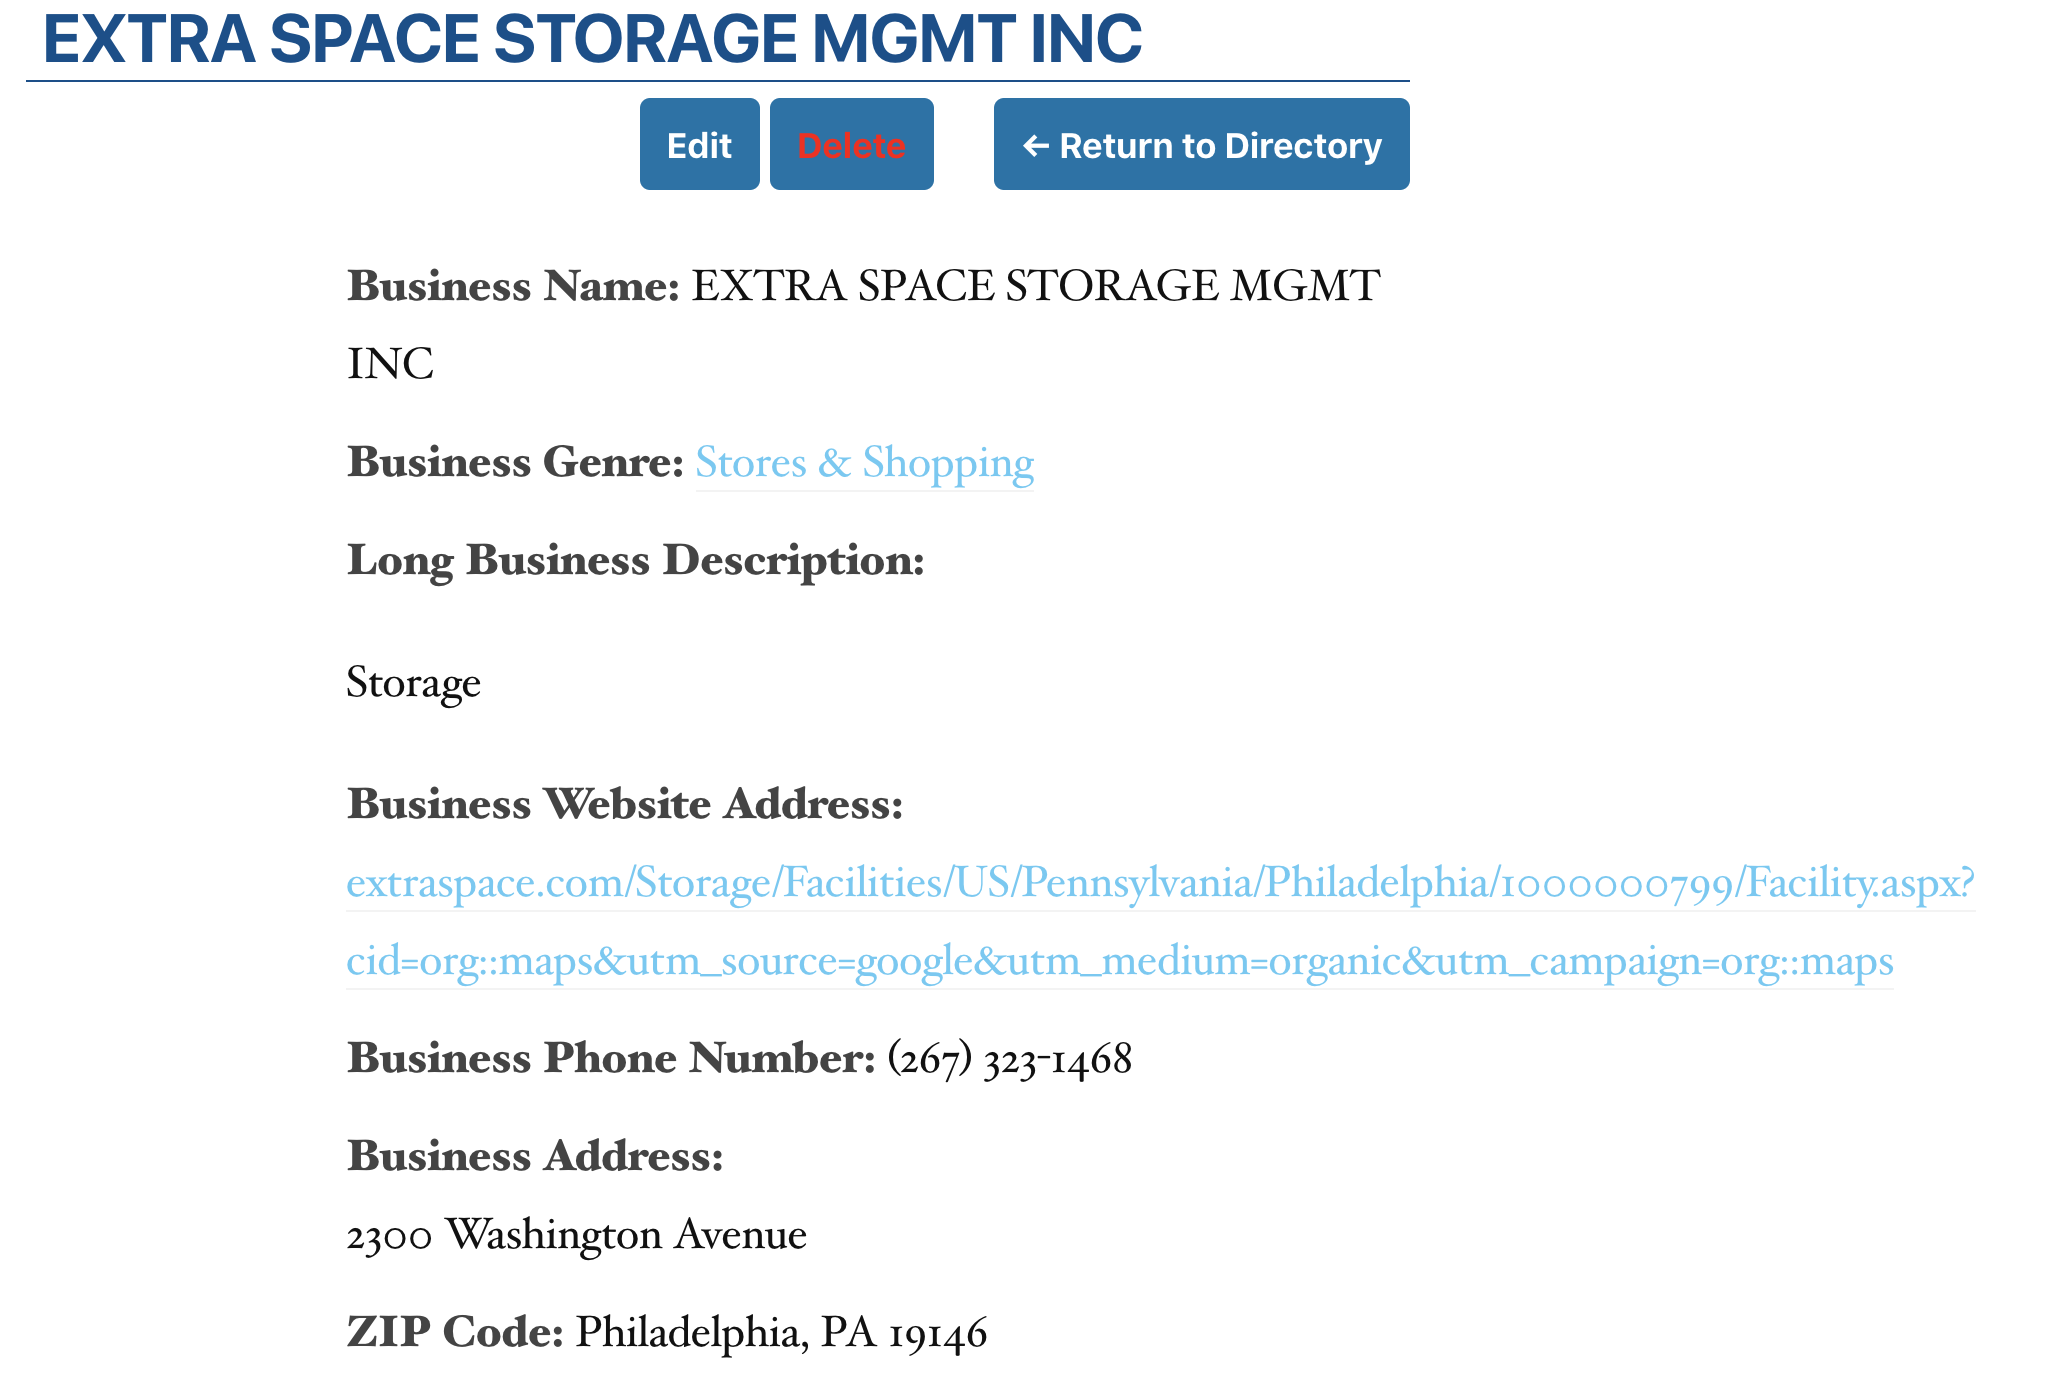 EXTRA SPACE STORAGE MGMT INC
Edit Delete ← Return to Directory
Business Name: EXTRA SPACE STORAGE MGMT
INC
Business Genre: Stores & Shopping
Long Business Description:
Storage
Business Website Address:
extraspace.com/Storage/Facilities/US/Pennsylvania/Philadelphia/1000000799/Facility.aspx?
cid=org::maps&utm_source=google&utm_medium=organic&utm_campaign=org::maps
Business Phone Number: (267) 323-1468
Business Address:
2300 Washington Avenue
ZIP Code: Philadelphia, PA 19146